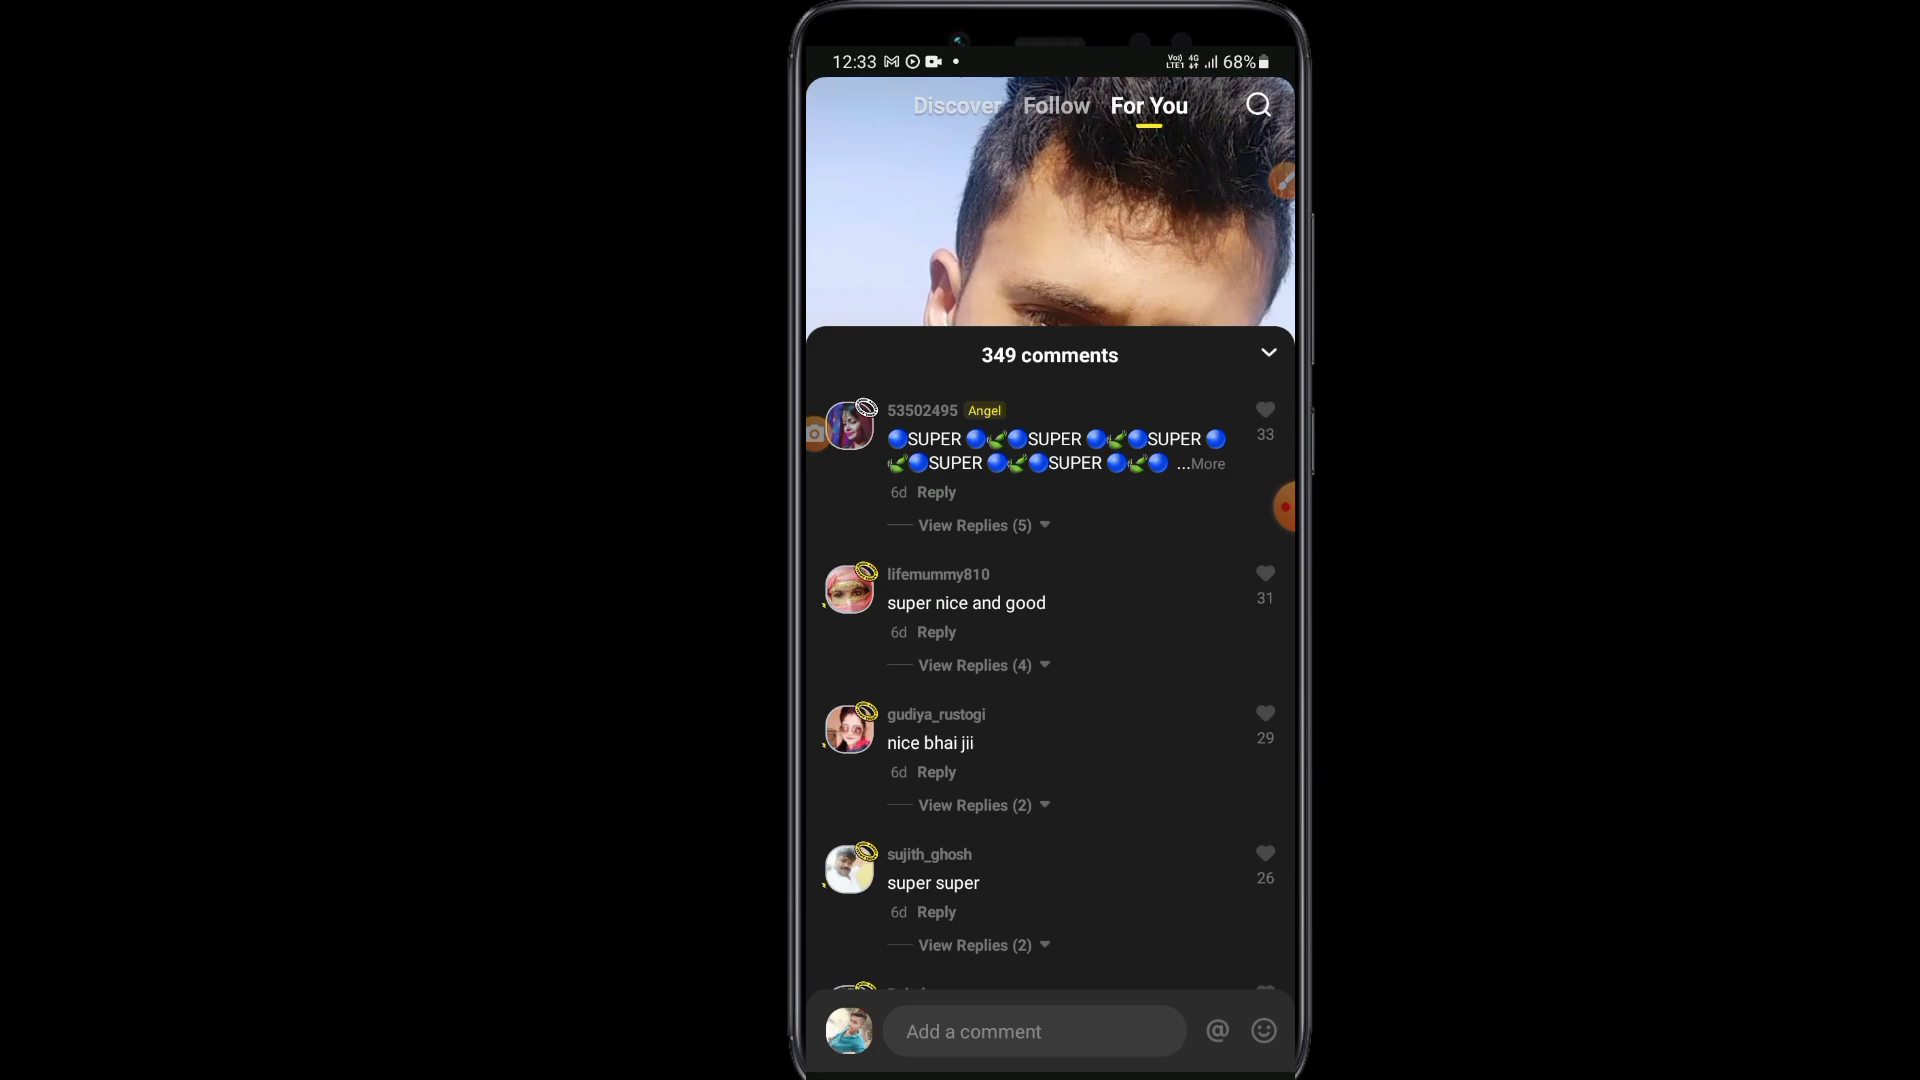 12:33 68%
Discover Follow For You
349 comments
53502495 Angel
🔵SUPER 🔵🌿🔵SUPER 🔵🌿🔵SUPER 🔵
🌿🔵SUPER 🔵🌿🔵SUPER 🔵🌿🔵 ...More
33
6d Reply
View Replies (5)
lifemummy810
super nice and good
31
6d Reply
View Replies (4)
gudiya_rustogi
nice bhai jii
29
6d Reply
View Replies (2)
sujith_ghosh
super super
26
6d Reply
View Replies (2)
Add a comment @